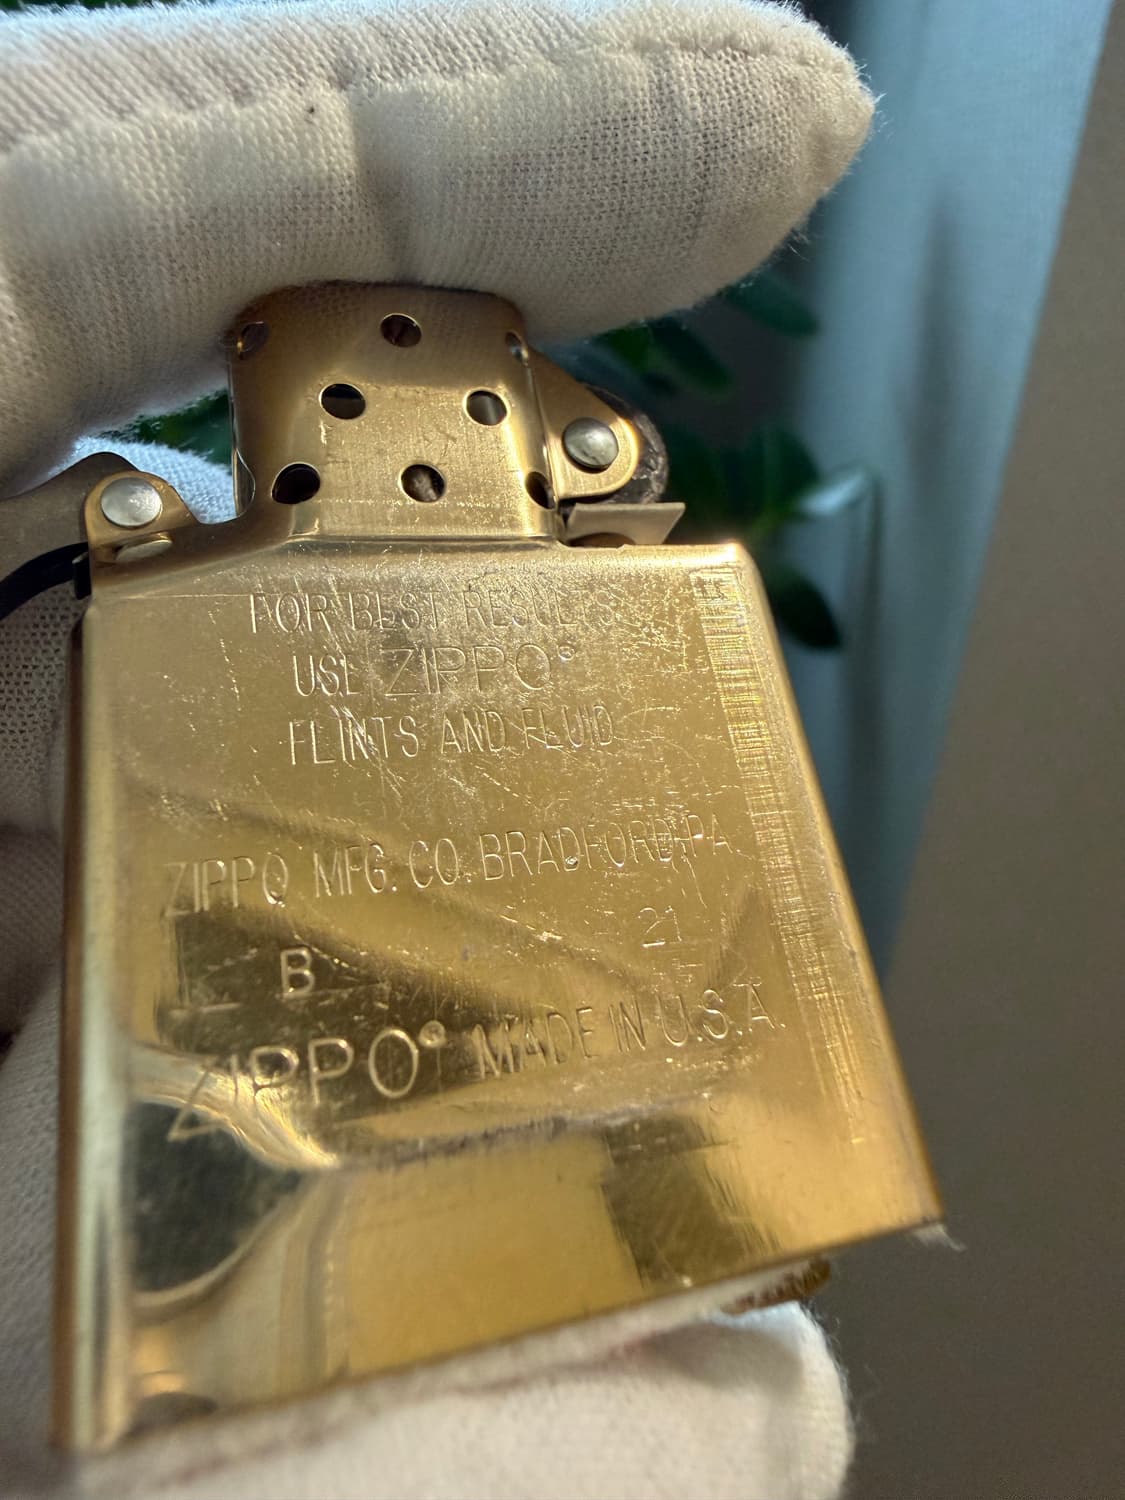 FOR BEST RESULTS
USE ZIPPO®
FLINTS AND FLUID
ZIPPO MFG. CO. BRADFORD, PA
B 21
ZIPPO® MADE IN U.S.A.